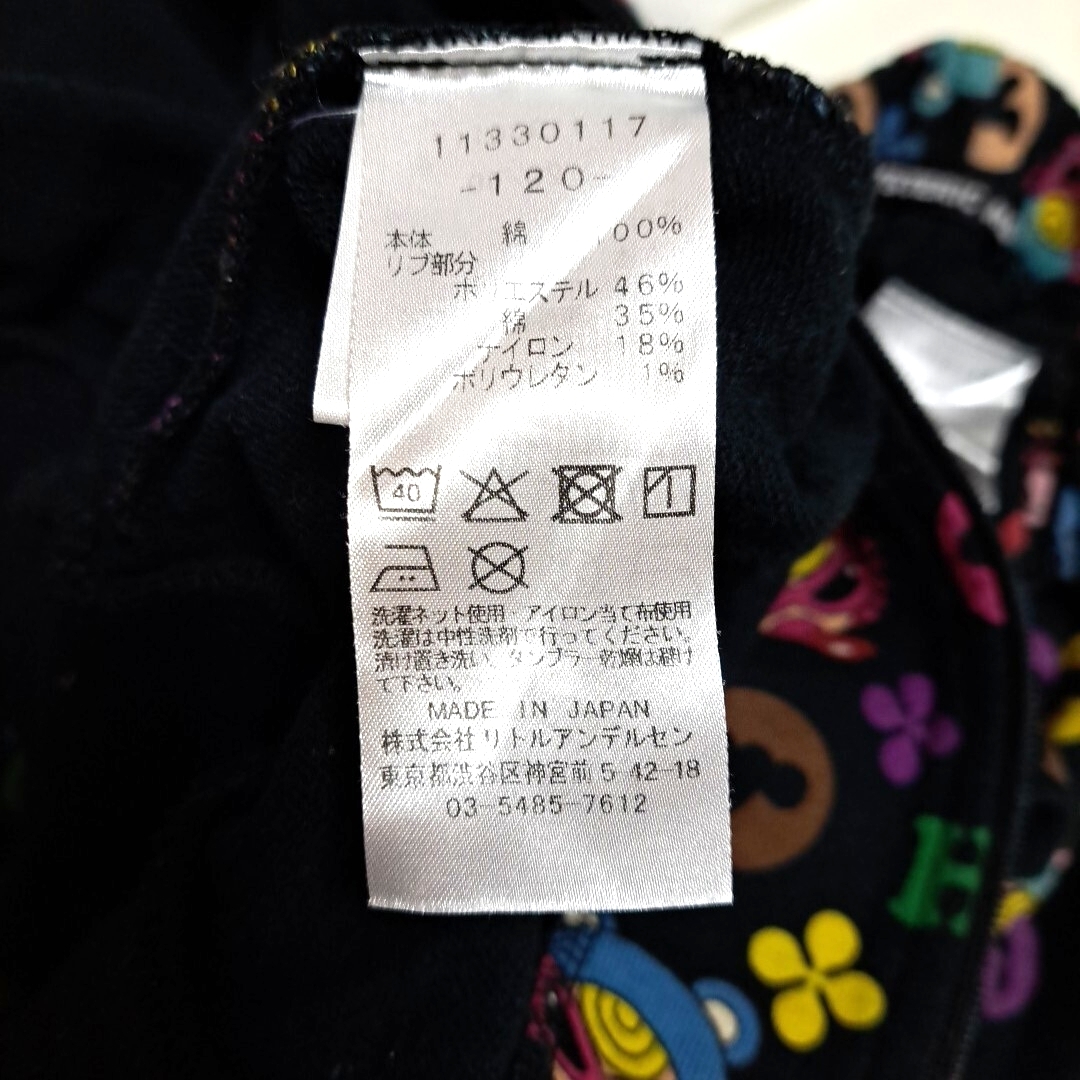 11330117
-120-
本体 綿 100%
リブ部分
ポリエステル 46%
綿 35%
ナイロン 18%
ポリウレタン 1%
40
洗濯ネット使用 アイロン当て布使用
洗濯は中性洗剤で行ってください。
漬け置き洗い、タンブラー乾燥は避け
て下さい。
MADE IN JAPAN
株式会社リトルアンデルセン
東京都渋谷区神宮前5-42-18
03-5485-7612
H